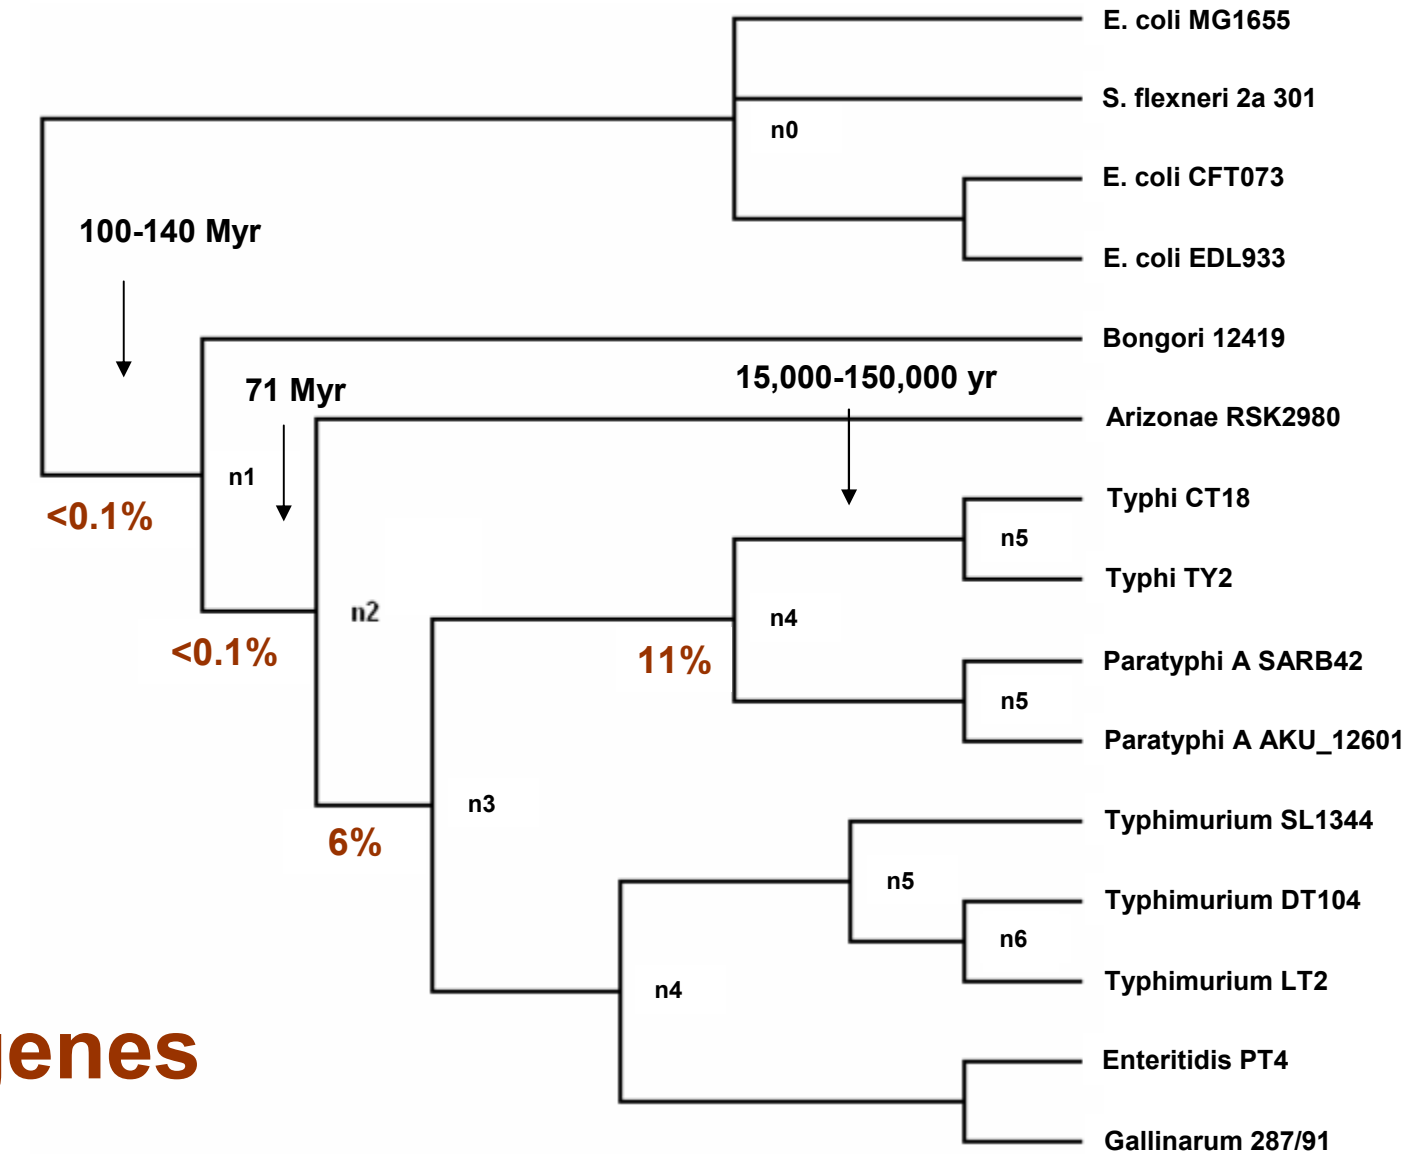 E. coli MG1655
S. flexneri 2a 301
n0
E. coli CFT073
100-140 Myr
E. coli EDL933
Bongori 12419
71 Myr
15,000-150,000 yr
Arizonae RSK2980
n1
Typhi CT18
<0.1%
n5
Typhi TY2
n2
n4
<0.1%
11%
Paratyphi A SARB42
n5
Paratyphi A AKU_12601
n3
Typhimurium SL1344
6%
n5
Typhimurium DT104
n6
Typhimurium LT2
n4
genes
Enteritidis PT4
Gallinarum 287/91